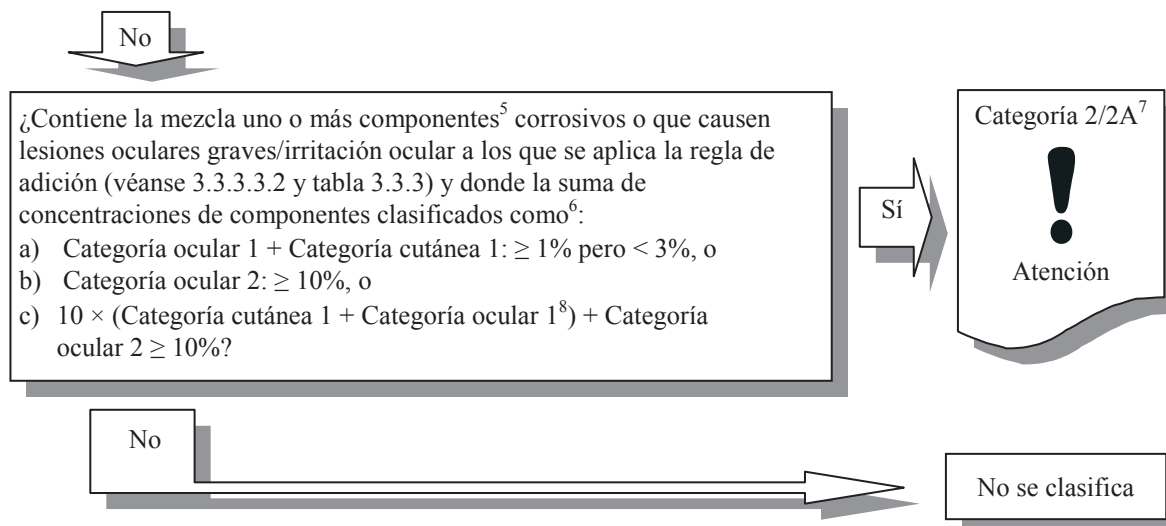 No
¿Contiene la mezcla uno o más componentes⁵ corrosivos o que causen
lesiones oculares graves/irritación ocular a los que se aplica la regla de
adición (véanse 3.3.3.3.2 y tabla 3.3.3) y donde la suma de
concentraciones de componentes clasificados como⁶:
a) Categoría ocular 1 + Categoría cutánea 1: ≥ 1% pero < 3%, o
b) Categoría ocular 2: ≥ 10%, o
c) 10 × (Categoría cutánea 1 + Categoría ocular 1⁸) + Categoría
ocular 2 ≥ 10%?
Sí
Categoría 2/2A⁷
Atención
No
No se clasifica